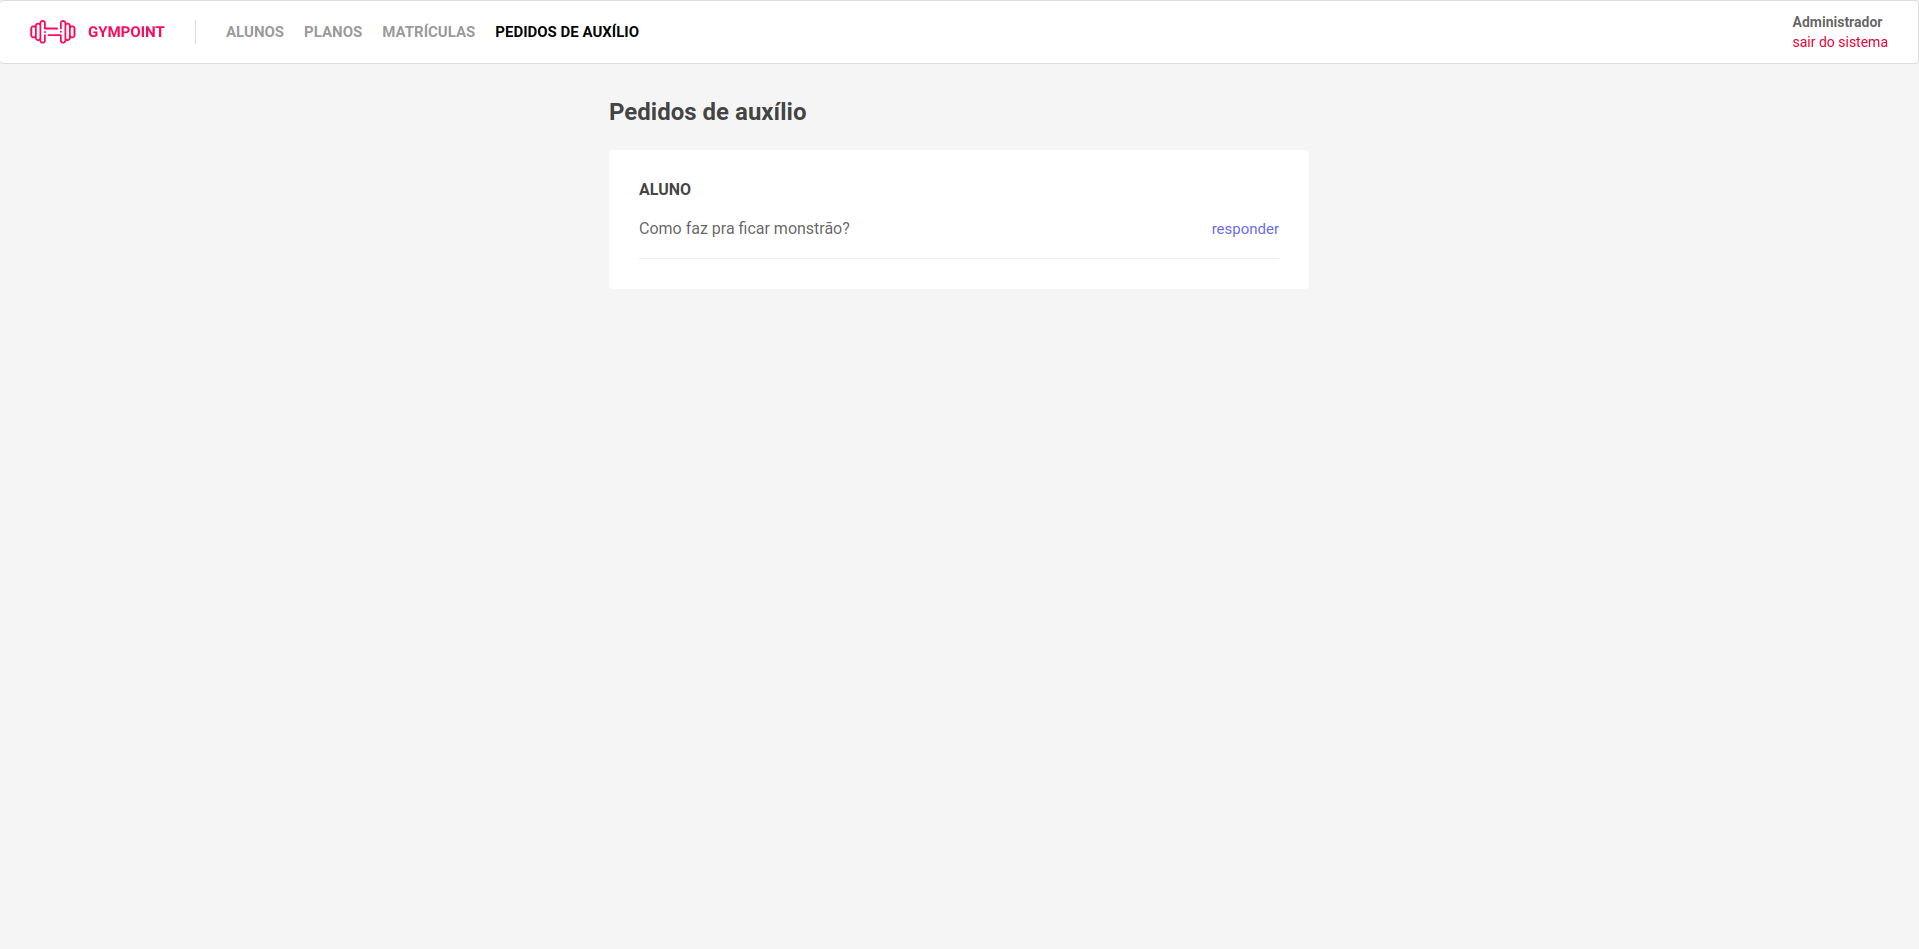 GYMPOINT ALUNOS PLANOS MATRÍCULAS PEDIDOS DE AUXÍLIO
Administrador
sair do sistema
Pedidos de auxílio
ALUNO
Como faz pra ficar monstrão? responder